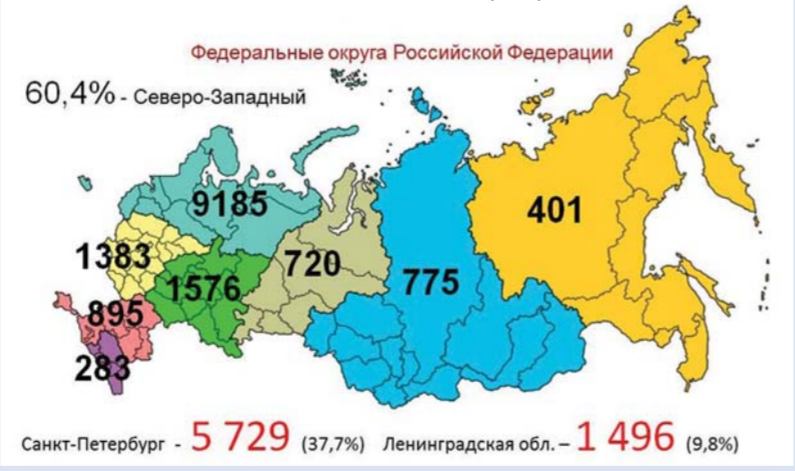 Федеральные округа Российской Федерации
60,4% - Северо-Западный
9185
401
1383
720
1576
775
895
283
Санкт-Петербург - 5 729 (37,7%) Ленинградская обл. – 1 496 (9,8%)